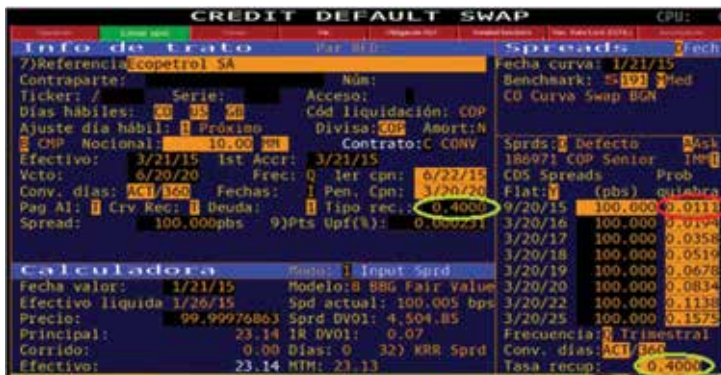 CREDIT DEFAULT SWAP CPU:
Info de trato Par RED:
7)Referencia Ecopetrol SA
Contraparte: Núm:
Ticker: / Serie: Acceso:
Días hábiles: CO US GB Cód liquidación: COP
Ajuste día hábil: 1 Próximo Divisa: COP Amort:N
B CMP Nocional: 10.00 MM Contrato:C CONV
Efectivo: 3/21/15 1st Accr: 3/21/15
Vcto: 6/20/20 Frec: Q 1er cpn: 6/22/15
Conv. días: ACT/360 Fechas: I Pen. Cpn: 3/20/20
Pag AI: Crv Rec: Deuda: 1 Tipo rec.: 0.4000
Spread: 100.000pbs 9)Pts Upf(%): 0.000231
Spreads
Fecha curva: 1/21/15
Benchmark: S 191 Med
CO Curva Swap BGN
Sprds: Defecto Ask
186971 COP Senior IMM
CDS Spreads Prob
Flat:Y (pbs) quiebra
9/20/15 100.000 0.0111
3/20/16 100.000 0.0194
3/20/17 100.000 0.0358
3/20/18 100.000 0.0519
3/20/19 100.000 0.0678
3/20/20 100.000 0.0834
3/20/22 100.000 0.1138
3/20/25 100.000 0.1575
Frecuencia:Q Trimestral
Conv. días:ACT/360
Tasa recup: 0.4000
Calculadora Modo: 1 Input Sprd
Fecha valor: 1/21/15 Modelo:B BBG Fair Value
Efectivo liquida 1/26/15 Spd actual: 100.005 bps
Precio: 99.99976863 Sprd DV01: 4,504.85
Principal: 23.14 IR DV01: 0.07
Corrido: 0.00 Días: 0 32) KRR Sprd
Efectivo: 23.14 MTM: 23.13